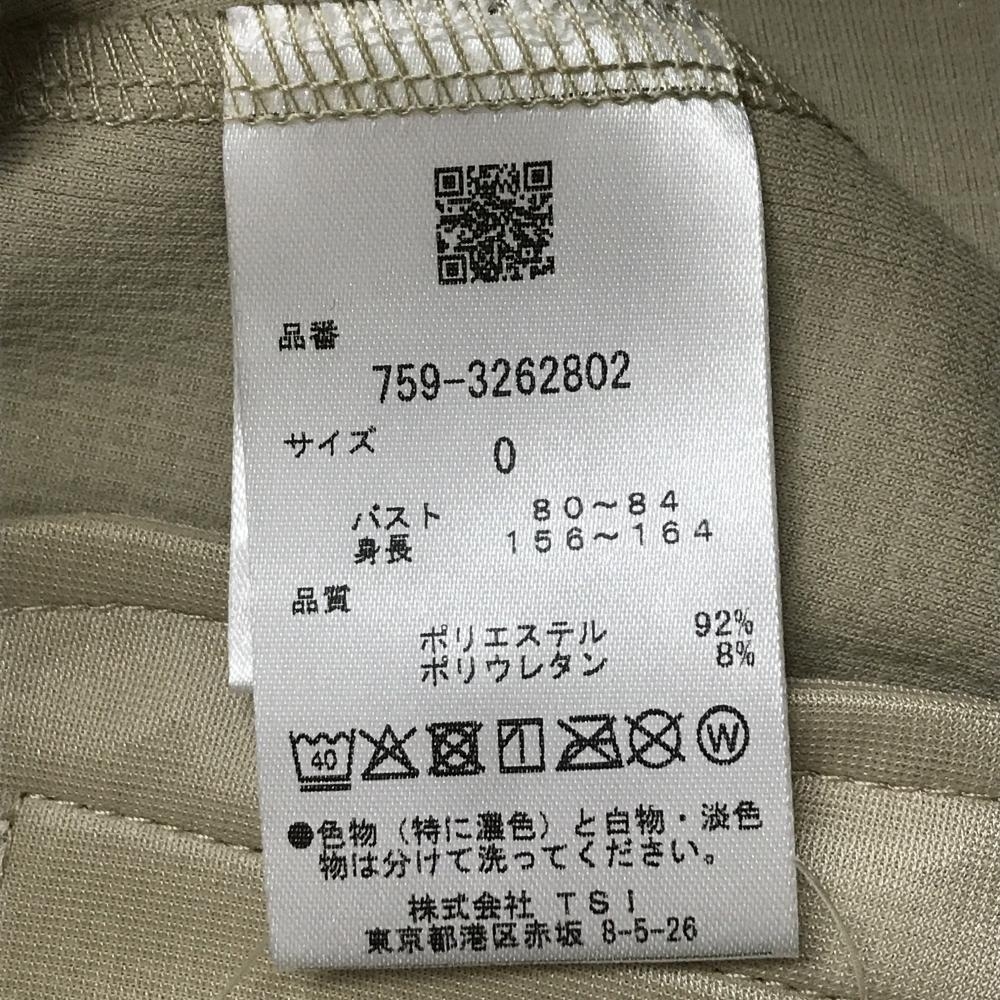 品番
759-3262802
サイズ 0
バスト 80～84
身長 156～164
品質
ポリエステル 92%
ポリウレタン 8%
40 W
●色物（特に濃色）と白物・淡色
物は分けて洗ってください。
株式会社 TSI
東京都港区赤坂 8-5-26